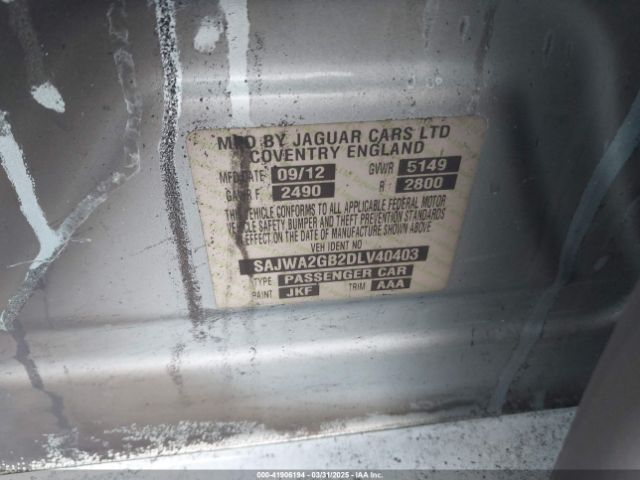 MFD BY JAGUAR CARS LTD
COVENTRY ENGLAND
MFD DATE 09/12 GVWR 5149
GAWR F 2490 R 2800
THIS VEHICLE CONFORMS TO ALL APPLICABLE FEDERAL MOTOR
VEHICLE SAFETY, BUMPER AND THEFT PREVENTION STANDARDS
IN EFFECT ON THE DATE OF MANUFACTURE SHOWN ABOVE
VEH IDENT NO
SAJWA2GB2DLV40403
TYPE PASSENGER CAR
PAINT JKF TRIM AAA
000-41906194 - 03/31/2025 - IAA Inc.